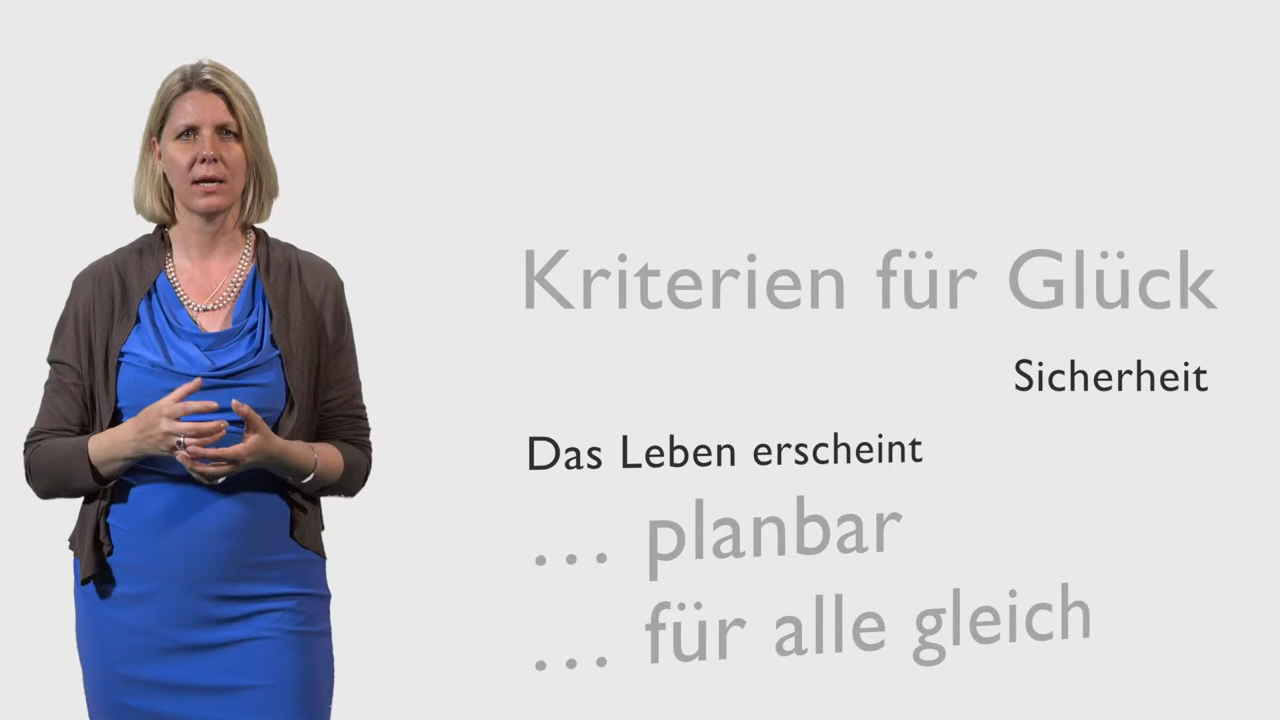 Kriterien für Glück
Sicherheit
Das Leben erscheint
... planbar
... für alle gleich